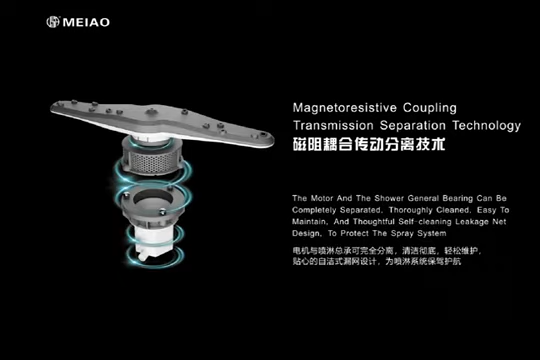 MEIAO
Magnetoresistive Coupling
Transmission Separation Technology
磁阻耦合传动分离技术
The Motor And The Shower General Bearing Can Be
Completely Separated, Thoroughly Cleaned, Easy To
Maintain, And Thoughtful Self-cleaning Leakage Net
Design, To Protect The Spray System
电机与喷淋总承可完全分离，清洁彻底，轻松维护，
贴心的自洁式漏网设计，为喷淋系统保驾护航